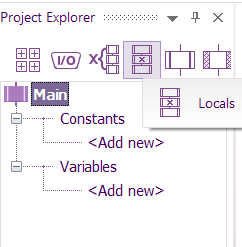 Project Explorer
I/O
X
Main
Locals
Constants
<Add new>
Variables
<Add new>